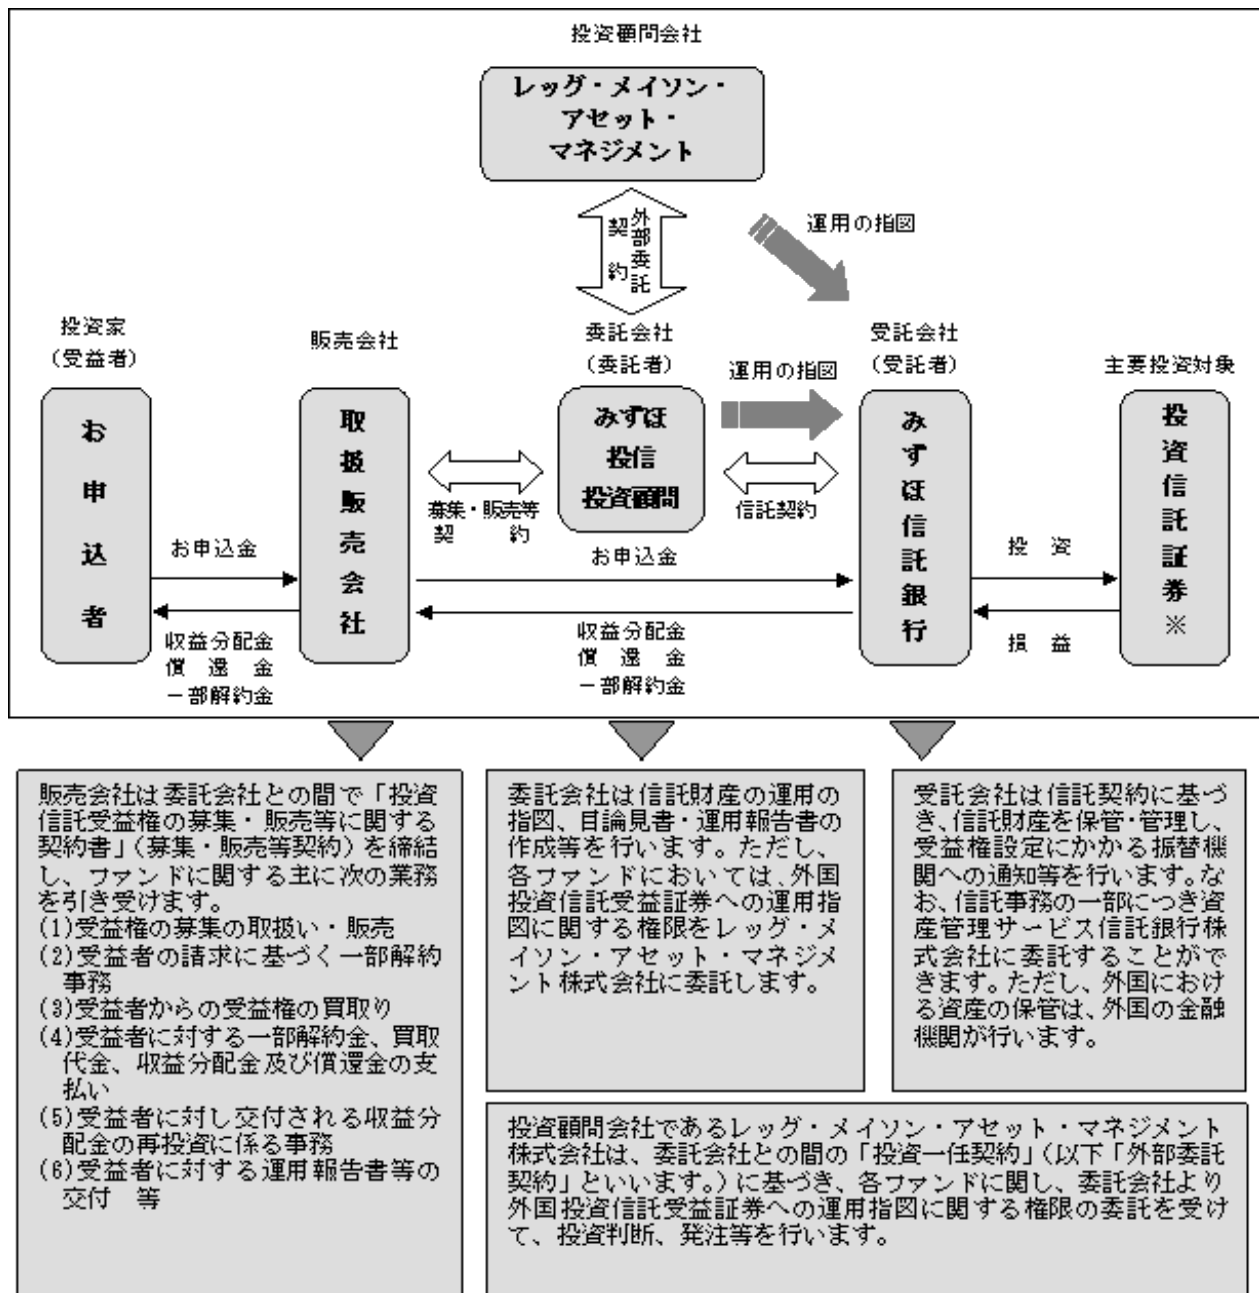 投資顧問会社
レッグ・メイソン・
アセット・
マネジメント
外部委託
契約
運用の指図
投資家
（受益者）
販売会社
委託会社
（委託者）
運用の指図
受託会社
（受託者）
主要投資対象
お申込者
取扱販売会社
みずほ
投信
投資顧問
みずほ信託銀行
投資信託証券※
募集・販売等
契　約
信託契約
お申込金
お申込金
投　資
収益分配金
償　還　金
一部解約金
収益分配金
償　還　金
一部解約金
損　益
販売会社は委託会社との間で「投資
信託受益権の募集・販売等に関する
契約書」（募集・販売等契約）を締結
し、ファンドに関する主に次の業務
を引き受けます。
(1)受益権の募集の取扱い・販売
(2)受益者の請求に基づく一部解約
事務
(3)受益者からの受益権の買取り
(4)受益者に対する一部解約金、買取
代金、収益分配金及び償還金の支
払い
(5)受益者に対し交付される収益分
配金の再投資に係る事務
(6)受益者に対する運用報告書等の
交付　等
委託会社は信託財産の運用の
指図、目論見書・運用報告書の
作成等を行います。ただし、
各ファンドにおいては、外国
投資信託受益証券への運用指
図に関する権限をレッグ・メ
イソン・アセット・マネジメ
ント株式会社に委託します。
受託会社は信託契約に基づ
き、信託財産を保管・管理し、
受益権設定にかかる振替機
関への通知等を行います。な
お、信託事務の一部につき資
産管理サービス信託銀行株
式会社に委託することがで
きます。ただし、外国におけ
る資産の保管は、外国の金融
機関が行います。
投資顧問会社であるレッグ・メイソン・アセット・マネジメント
株式会社は、委託会社との間の「投資一任契約」（以下「外部委託
契約」といいます。）に基づき、各ファンドに関し、委託会社より
外国投資信託受益証券への運用指図に関する権限の委託を受け
て、投資判断、発注等を行います。